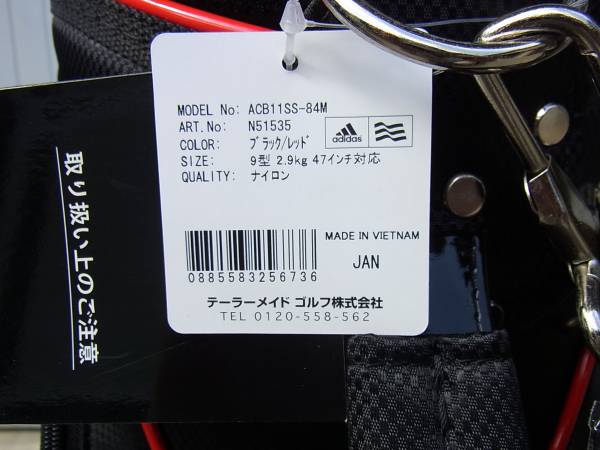 MODEL No: ACB11SS-84M
ART.No: N51535
COLOR: ブラック/レッド
SIZE: 9型 2.9kg 47インチ対応
QUALITY: ナイロン
adidas
MADE IN VIETNAM
JAN
0885583256736
テーラーメイド ゴルフ株式会社
TEL 0120-558-562
取り扱い上のご注意